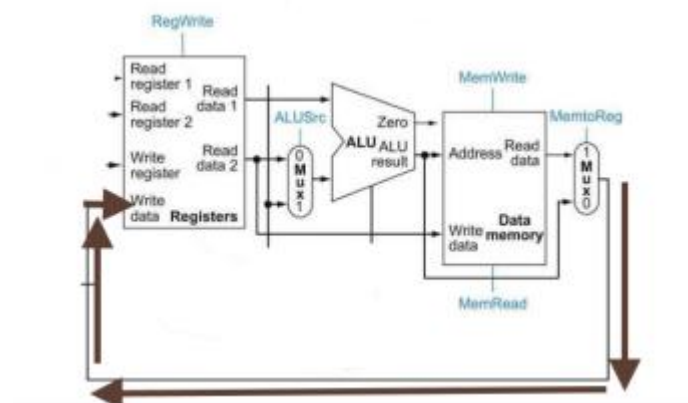 RegWrite
Read
register 1
Read
data 1
Read
register 2
Write
register
Read
data 2
Write
data
Registers
ALUSrc
0
M
u
x
1
Zero
ALU
ALU
result
MemWrite
Address
Read
data
Write
data
Data
memory
MemRead
MemtoReg
1
M
u
x
0